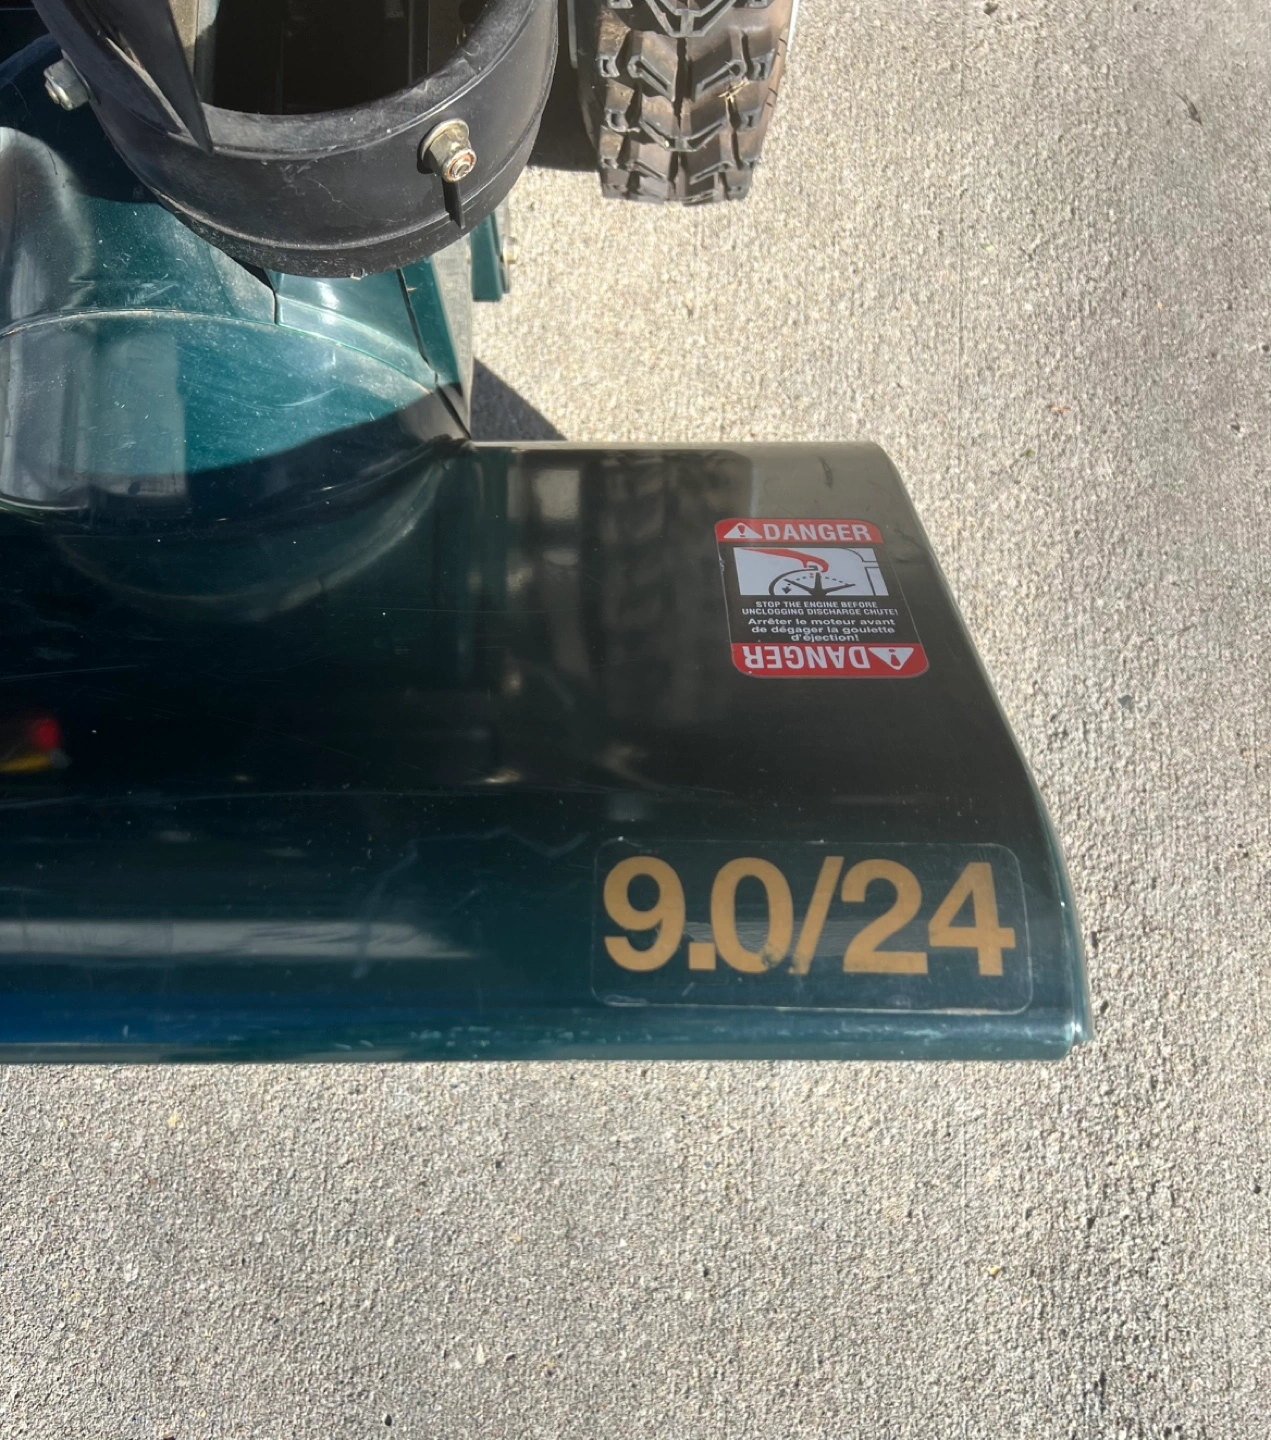 DANGER
STOP THE ENGINE BEFORE
UNCLOGGING DISCHARGE CHUTE!
Arrêter le moteur avant
de dégager la goulette
d'éjection!
DANGER
9.0/24